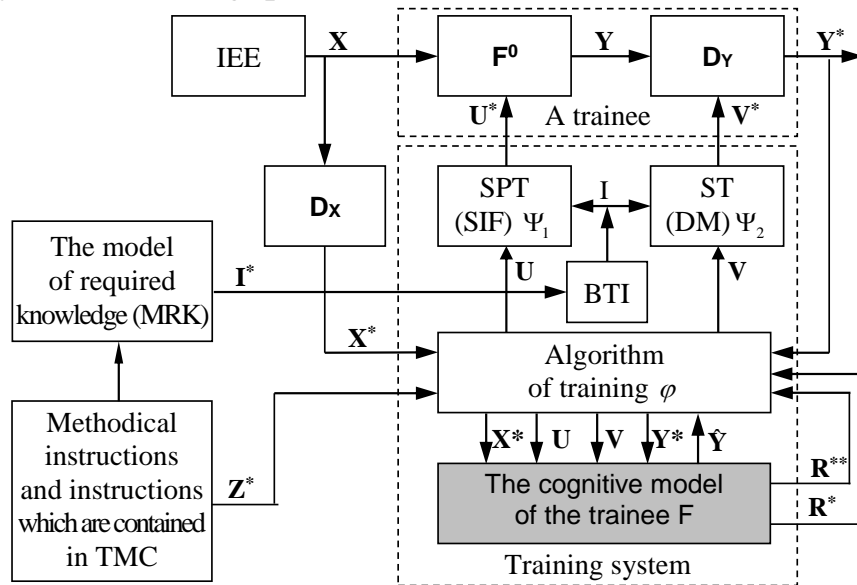 IEE
X
F⁰
Y
D_Y
Y*
U*
A trainee
V*
D_X
SPT
(SIF) Ψ₁
I
ST
(DM) Ψ₂
The model
of required
knowledge (MRK)
I*
U
BTI
V
X*
Algorithm
of training φ
Methodical
instructions
and instructions
which are contained
in TMC
Z*
X* U V Y* Ŷ
The cognitive model
of the trainee F
R**
R*
Training system